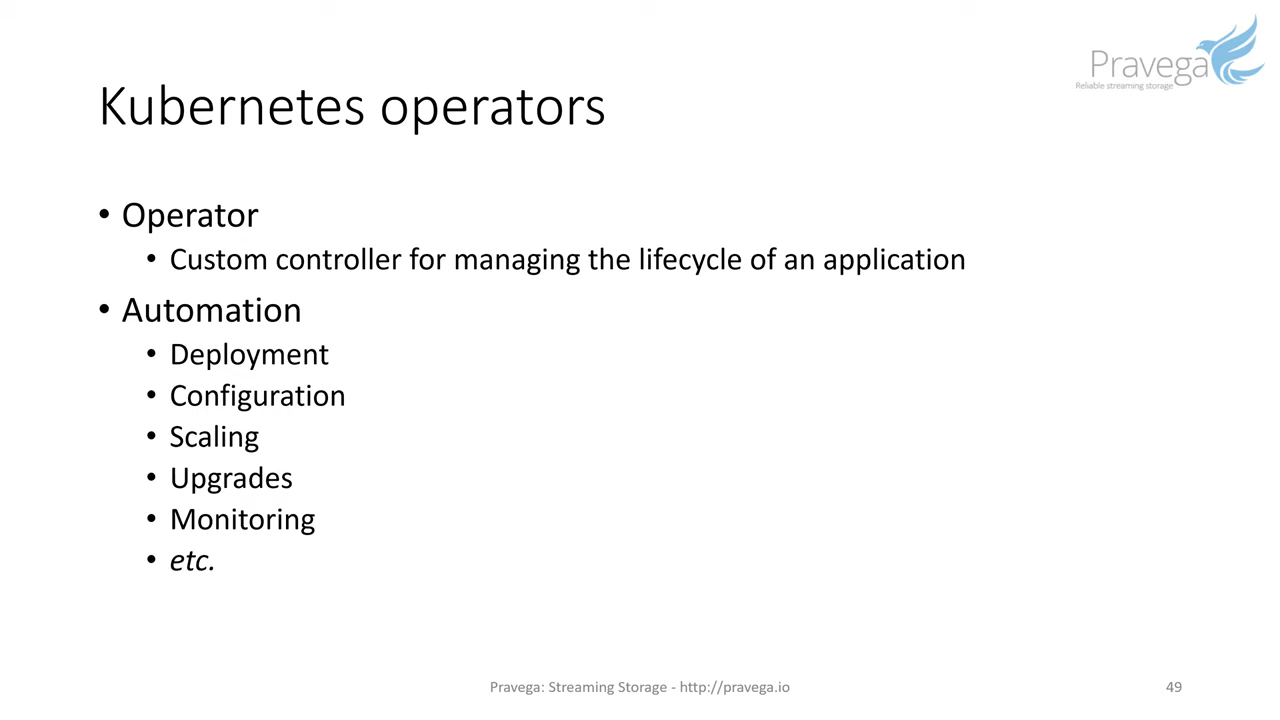 Pravega
Reliable streaming storage
Kubernetes operators
• Operator
• Custom controller for managing the lifecycle of an application
• Automation
• Deployment
• Configuration
• Scaling
• Upgrades
• Monitoring
• etc.
Pravega: Streaming Storage - http://pravega.io
49